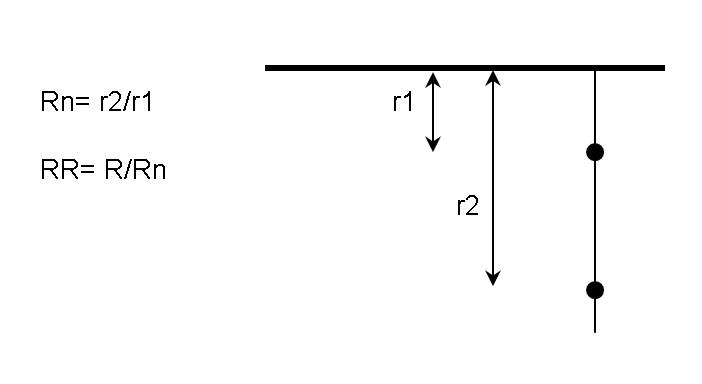 Rn= r2/r1
RR= R/Rn
r1
r2